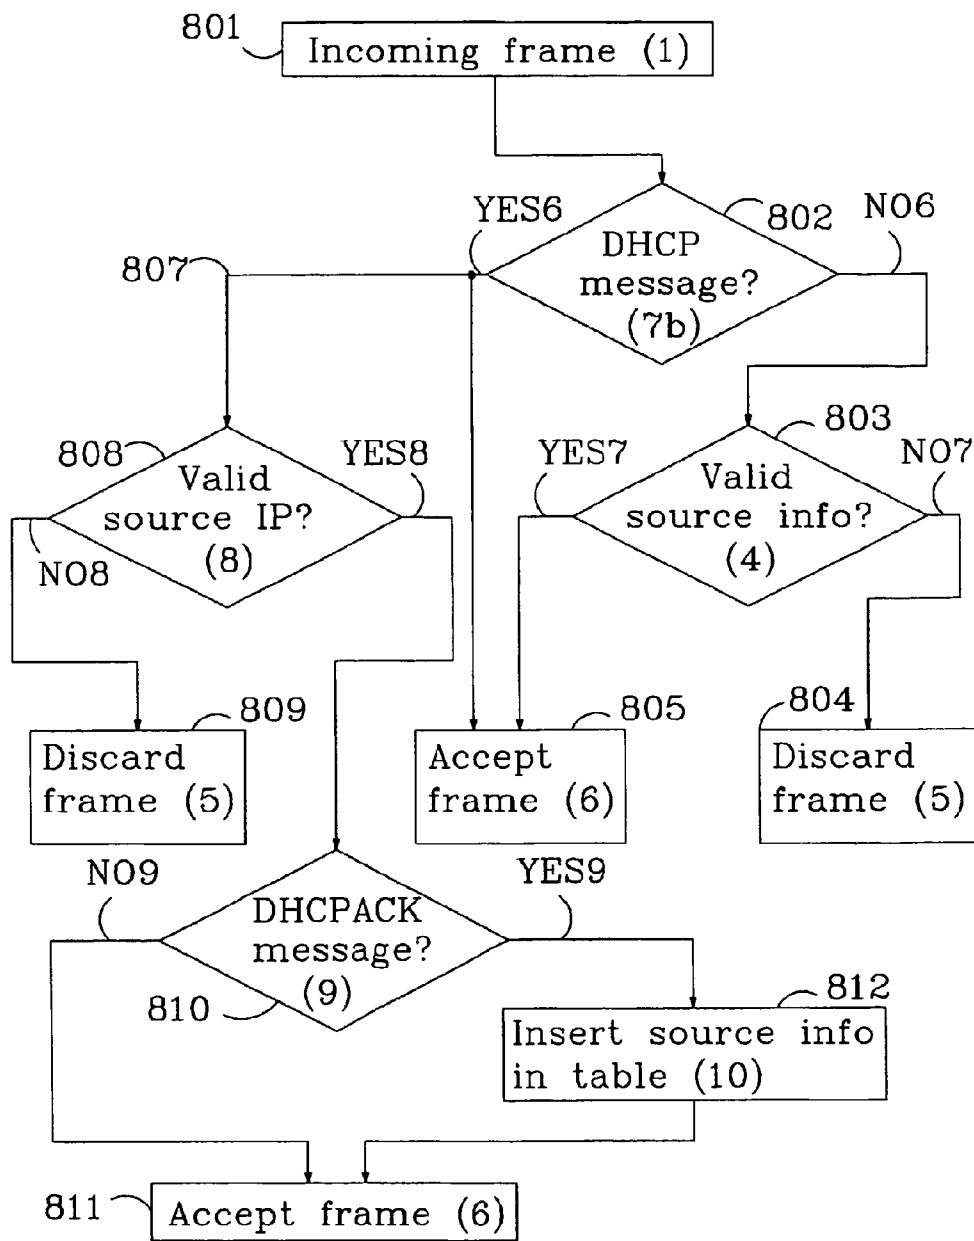 801
Incoming frame (1)
YES6
802
NO6
DHCP
message?
(7b)
807
808
Valid
source IP?
(8)
YES8
NO8
YES7
803
Valid
source info?
(4)
NO7
809
Discard
frame (5)
805
Accept
frame (6)
804
Discard
frame (5)
NO9
DHCPACK
message?
(9)
YES9
810
812
Insert source info
in table (10)
811
Accept frame (6)